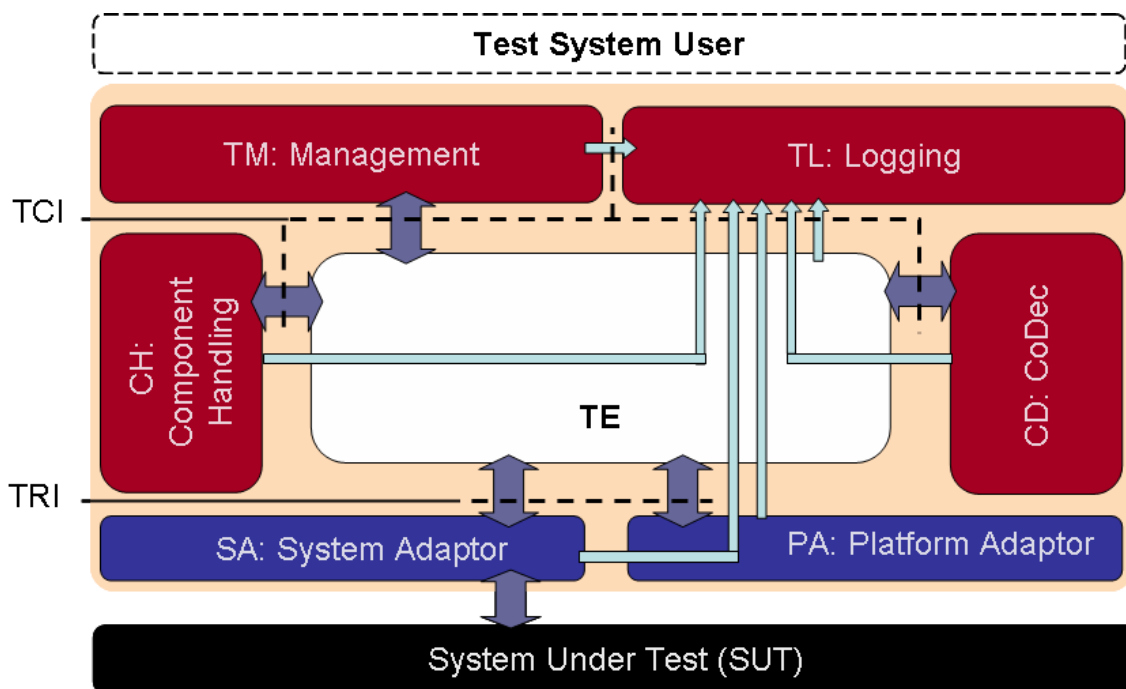 Test System User
TM: Management
TL: Logging
TCI
CH:
Component
Handling
CD: CoDec
TE
TRI
SA: System Adaptor
PA: Platform Adaptor
System Under Test (SUT)